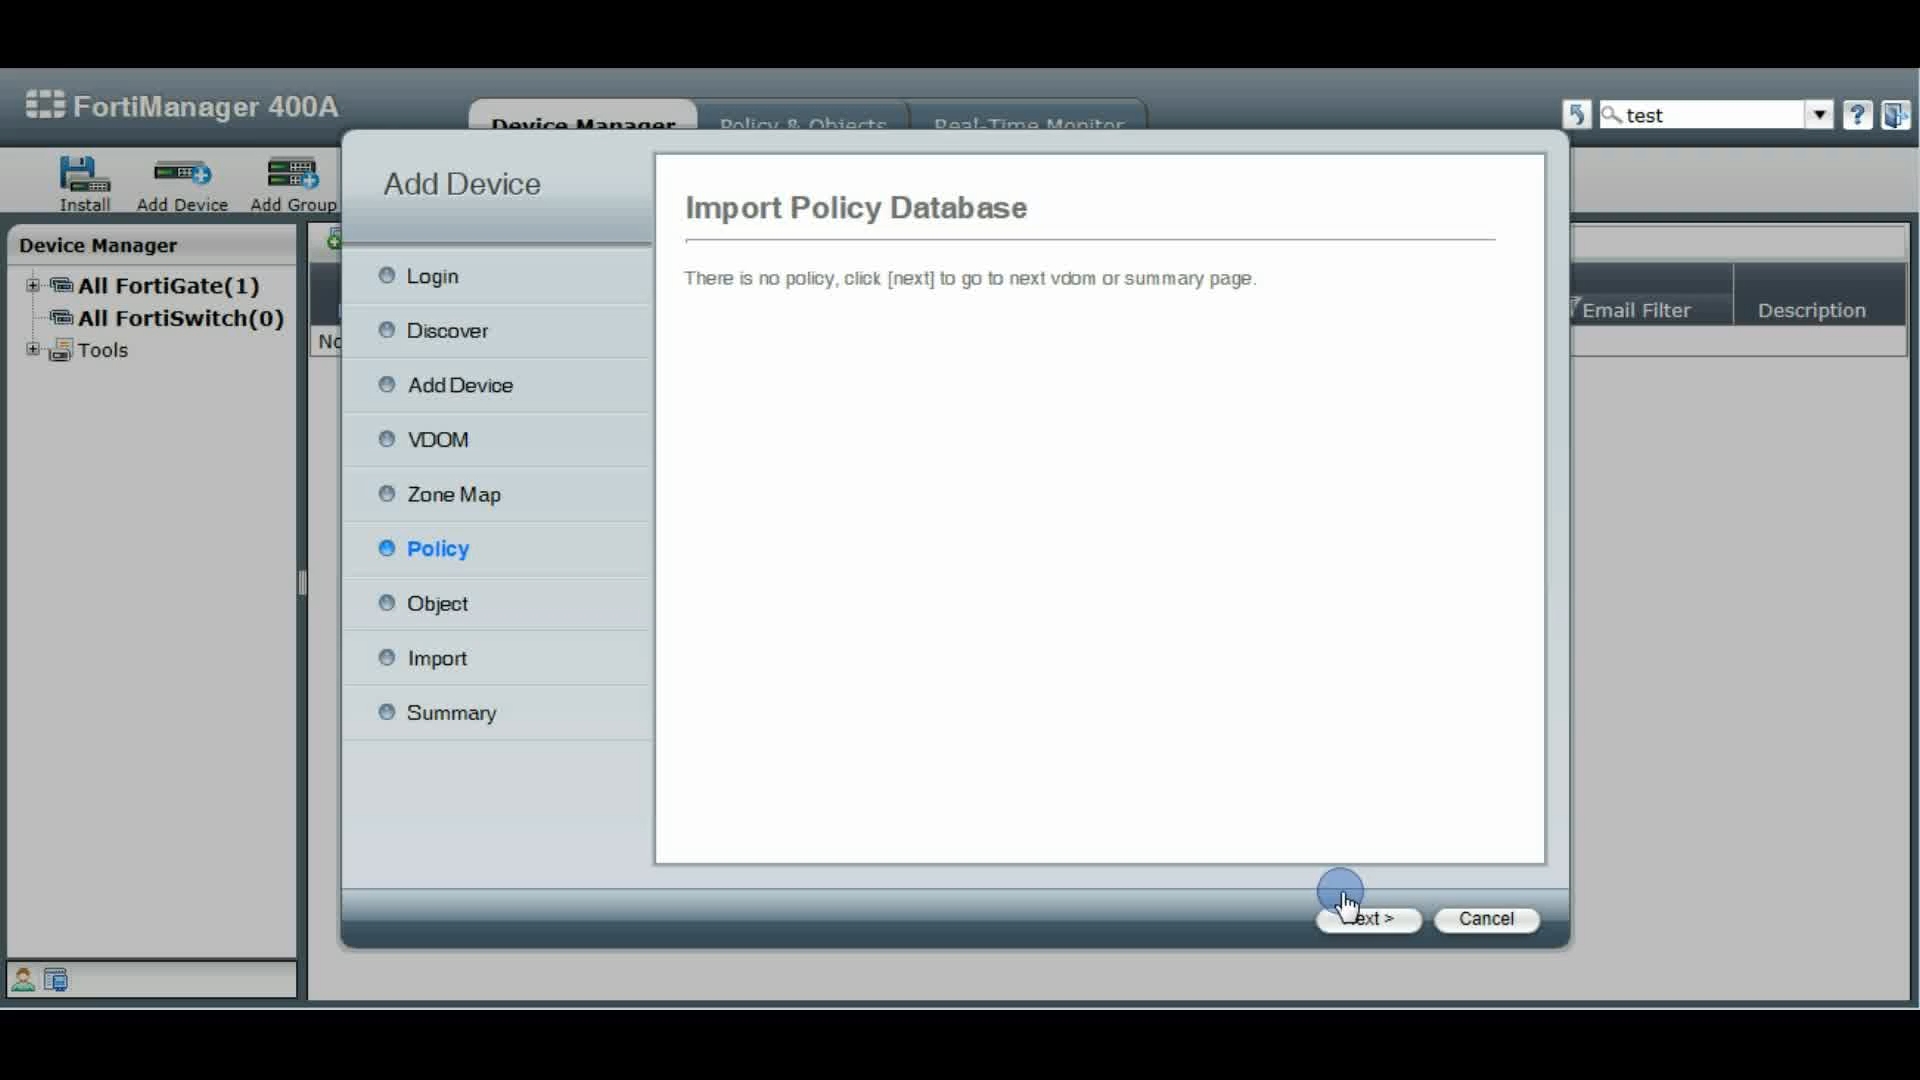 FortiManager 400A
Device Manager
Policy & Objects
Real-Time Monitor
test
Install
Add Device
Add Group
Device Manager
All FortiGate(1)
All FortiSwitch(0)
Tools
Add Device
Login
Discover
Add Device
VDOM
Zone Map
Policy
Object
Import
Summary
Import Policy Database
There is no policy, click [next] to go to next vdom or summary page.
Email Filter
Description
Cancel